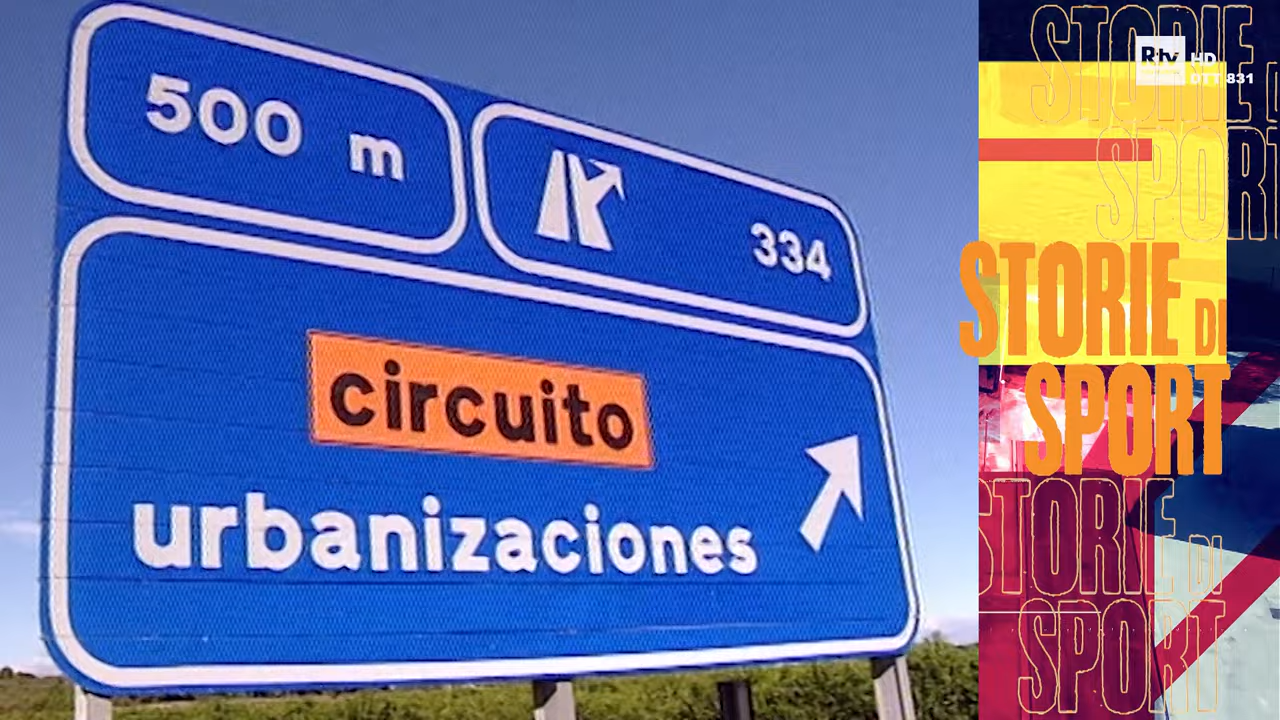 500 m
334
circuito
urbanizaciones
STORIE DI
SPORT
Rtv HD
DTT 831
STORIE DI
SPORT
STORIE DI
SPORT